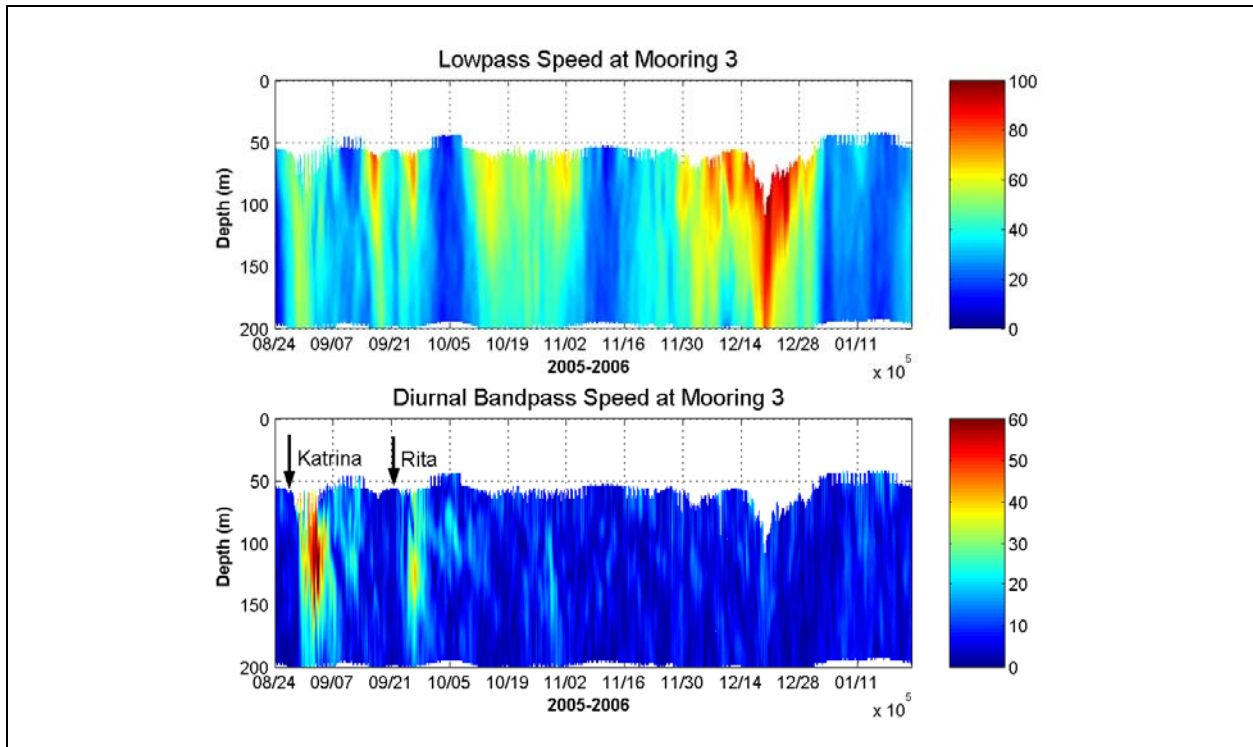 Lowpass Speed at Mooring 3
0
50
100
150
200
Depth (m)
08/24 09/07 09/21 10/05 10/19 11/02 11/16 11/30 12/14 12/28 01/11
2005-2006
x 10^5
100
80
60
40
20
0
Diurnal Bandpass Speed at Mooring 3
0
50
100
150
200
Depth (m)
Katrina
Rita
08/24 09/07 09/21 10/05 10/19 11/02 11/16 11/30 12/14 12/28 01/11
2005-2006
x 10^5
60
50
40
30
20
10
0